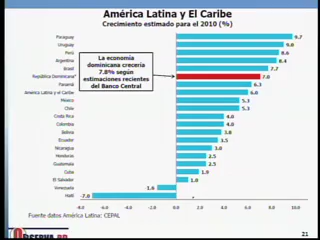 América Latina y El Caribe
Crecimiento estimado para el 2010 (%)
La economía
dominicana crecería
7.8% según
estimaciones recientes
del Banco Central
Paraguay 9.7
Uruguay 9.0
Perú 8.6
Argentina 8.4
Brasil 7.7
República Dominicana* 7.0
Panamá 6.3
América Latina y el Caribe 6.0
México 5.3
Chile 5.3
Costa Rica 4.0
Colombia 4.0
Bolivia 3.8
Ecuador 3.5
Nicaragua 3.0
Honduras 2.5
Guatemala 2.5
Cuba 1.9
El Salvador 1.0
Venezuela -1.6
Haití -7.0
-8.0 -6.0 -4.0 -2.0 0.0 2.0 4.0 6.0 8.0 10.0
Fuente datos América Latina: CEPAL
21